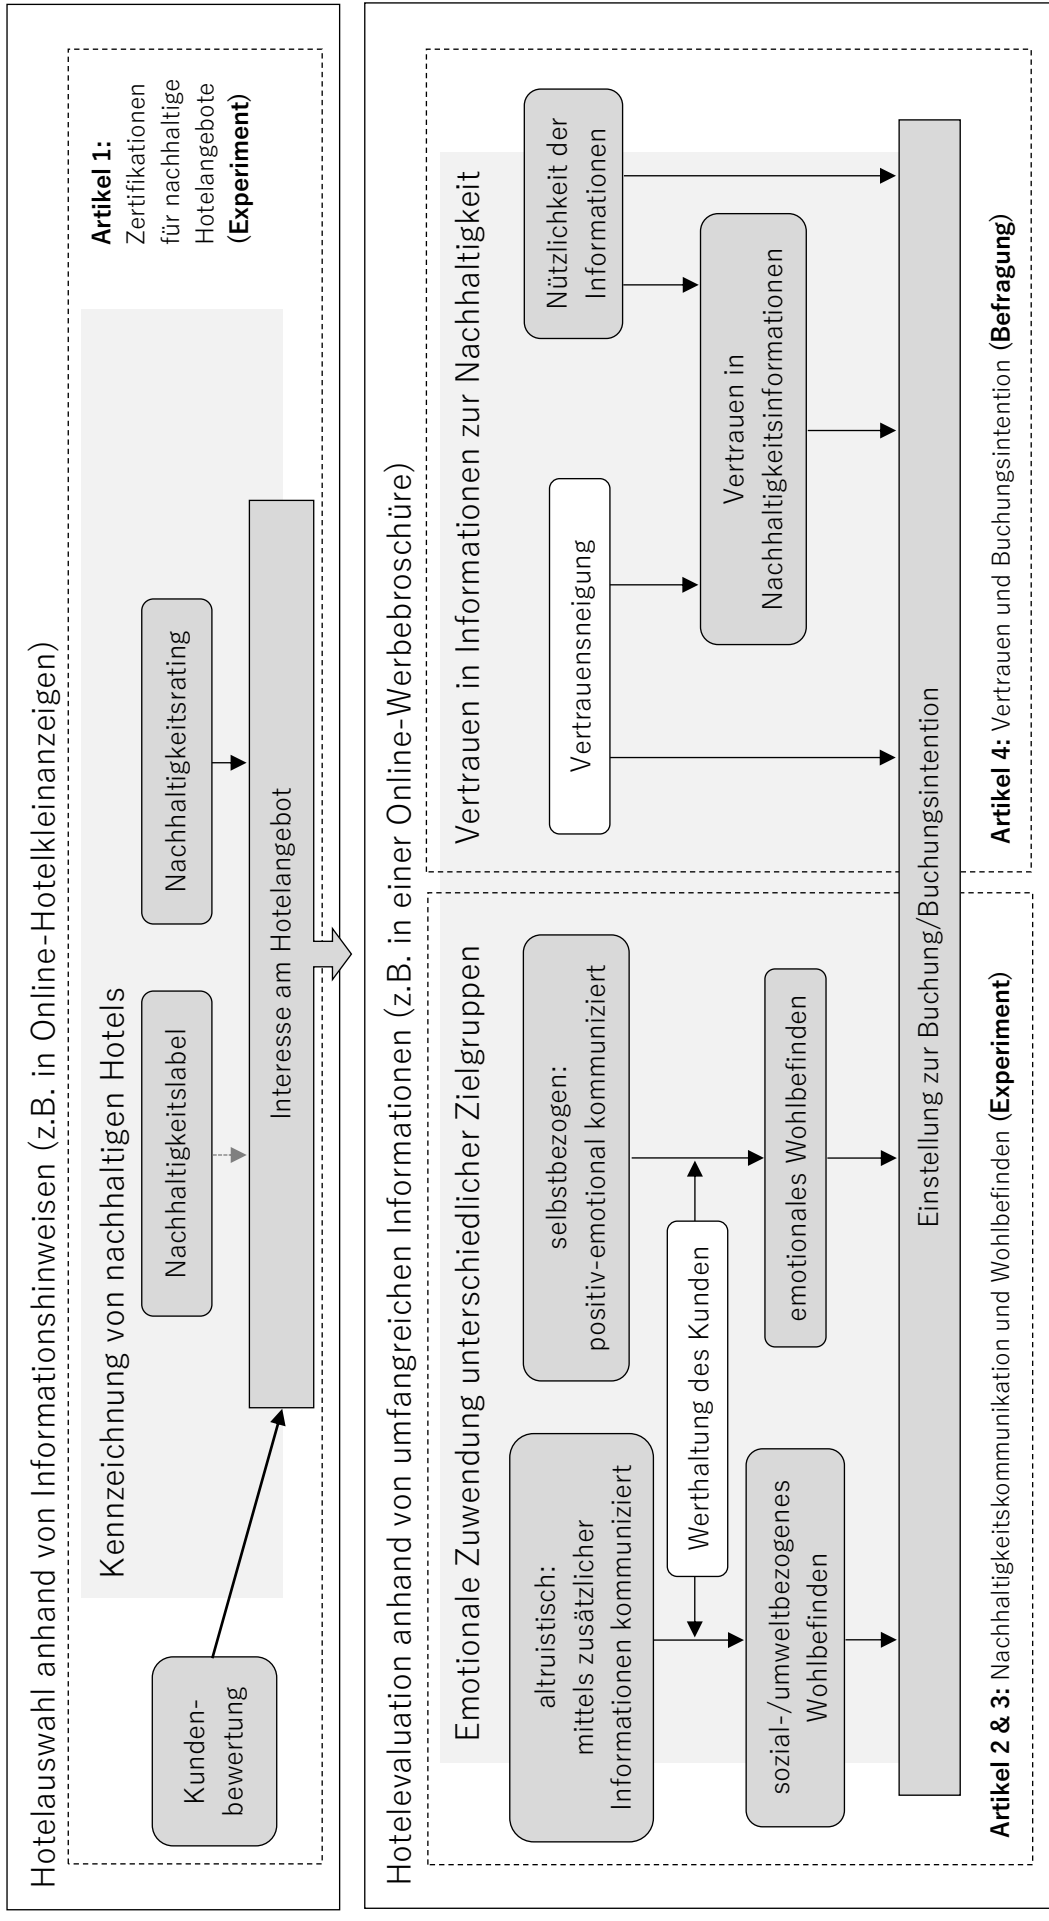 Hotelauswahl anhand von Informationshinweisen (z.B. in Online-Hotelkleinanzeigen)
Kennzeichnung von nachhaltigen Hotels
Artikel 1:
Zertifikationen
für nachhaltige
Hotelangebote
(Experiment)
Kunden-
bewertung
Nachhaltigkeitslabel
Nachhaltigkeitsrating
Interesse am Hotelangebot
Hotelevaluation anhand von umfangreichen Informationen (z.B. in einer Online-Werbebroschüre)
Emotionale Zuwendung unterschiedlicher Zielgruppen
altruistisch:
mittels zusätzlicher
Informationen kommuniziert
selbstbezogen:
positiv-emotional kommuniziert
Werthaltung des Kunden
sozial-/umweltbezogenes
Wohlbefinden
emotionales Wohlbefinden
Vertrauen in Informationen zur Nachhaltigkeit
Vertrauensneigung
Nützlichkeit der
Informationen
Vertrauen in
Nachhaltigkeitsinformationen
Einstellung zur Buchung/Buchungsintention
Artikel 2 & 3: Nachhaltigkeitskommunikation und Wohlbefinden (Experiment)
Artikel 4: Vertrauen und Buchungsintention (Befragung)